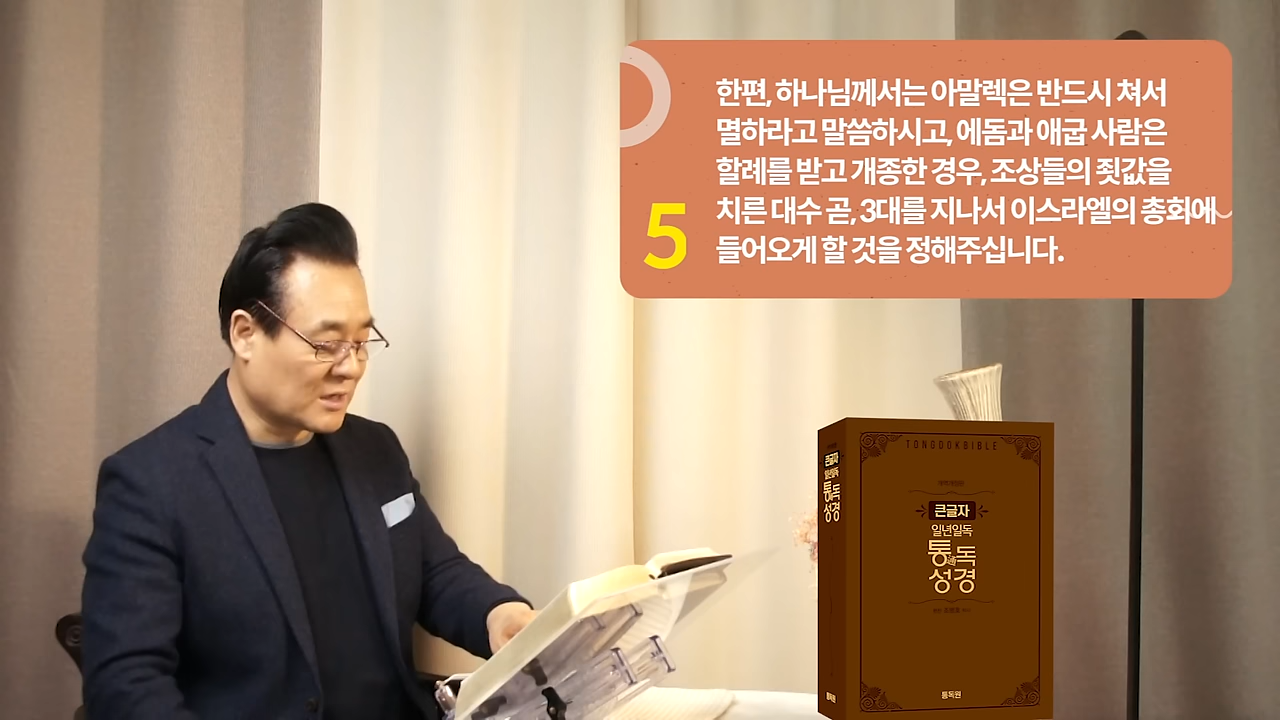 한편, 하나님께서는 아말렉은 반드시 쳐서
멸하라고 말씀하시고, 에돔과 애굽 사람은
할례를 받고 개종한 경우, 조상들의 죗값을
5
치른 대수 곧, 3대를 지나서 이스라엘의 총회에
들어오게 할 것을 정해주십니다.
TONGDOKBIBLE
큰글자
일년일독
통독
성경
통독원
큰글자
일년일독
통독
성경
통독원